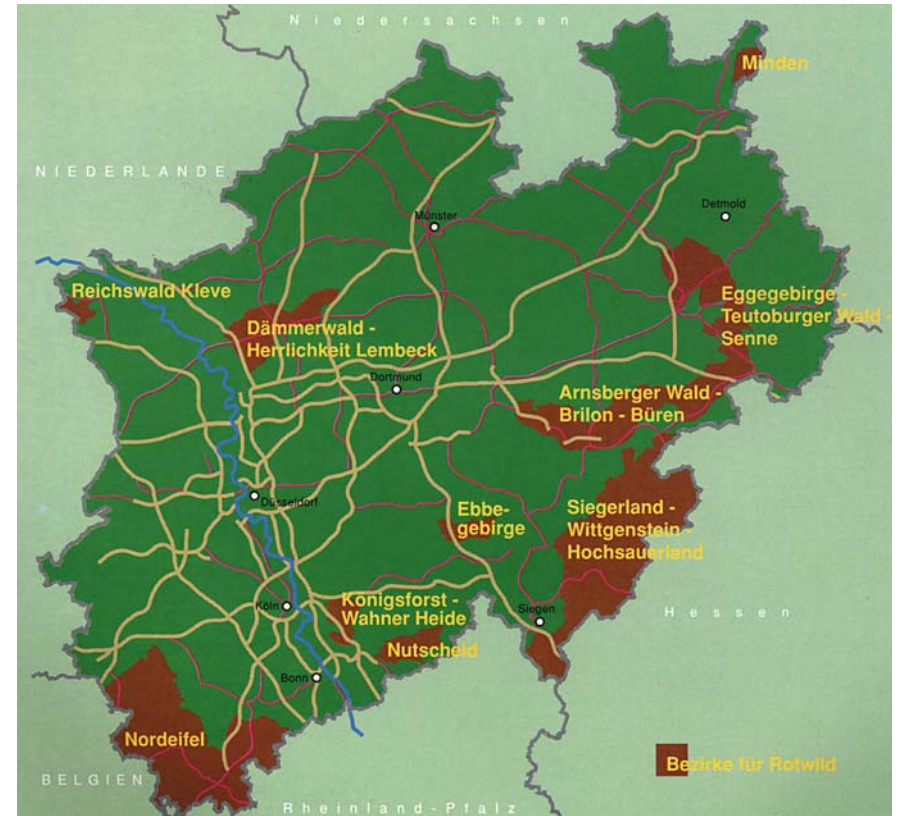 Niedersachsen
Minden
NIEDERLANDE
Detmold
Münster
Reichswald Kleve
Eggegebirge -
Teutoburger Wald -
Senne
Dämmerwald -
Herrlichkeit Lembeck
Dortmund
Arnsberger Wald -
Brilon - Büren
Düsseldorf
Ebbe-
gebirge
Siegerland -
Wittgenstein -
Hochsauerland
Köln
Königsforst -
Wahner Heide
Siegen
Hessen
Nutscheid
Bonn
Nordeifel
Bezirke für Rotwild
BELGIEN
Rheinland-Pfalz